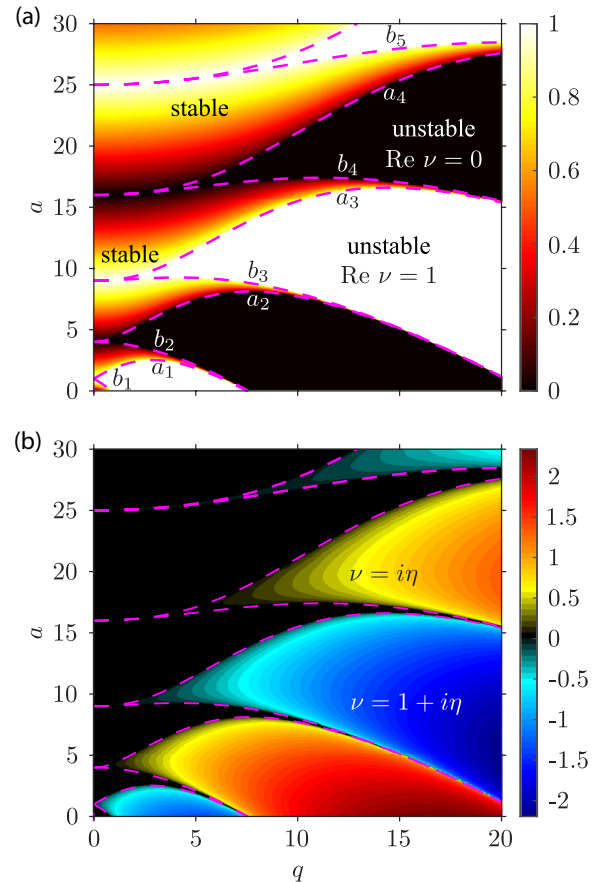 (a)
30
25
20
15
10
5
0
a
stable
stable
unstable
Re ν = 0
unstable
Re ν = 1
b₅
a₄
b₄
a₃
b₃
a₂
b₂
a₁
b₁
1
0.8
0.6
0.4
0.2
0
(b)
30
25
20
15
10
5
0
a
ν = iη
ν = 1 + iη
0 5 10 15 20
q
2
1.5
1
0.5
0
-0.5
-1
-1.5
-2